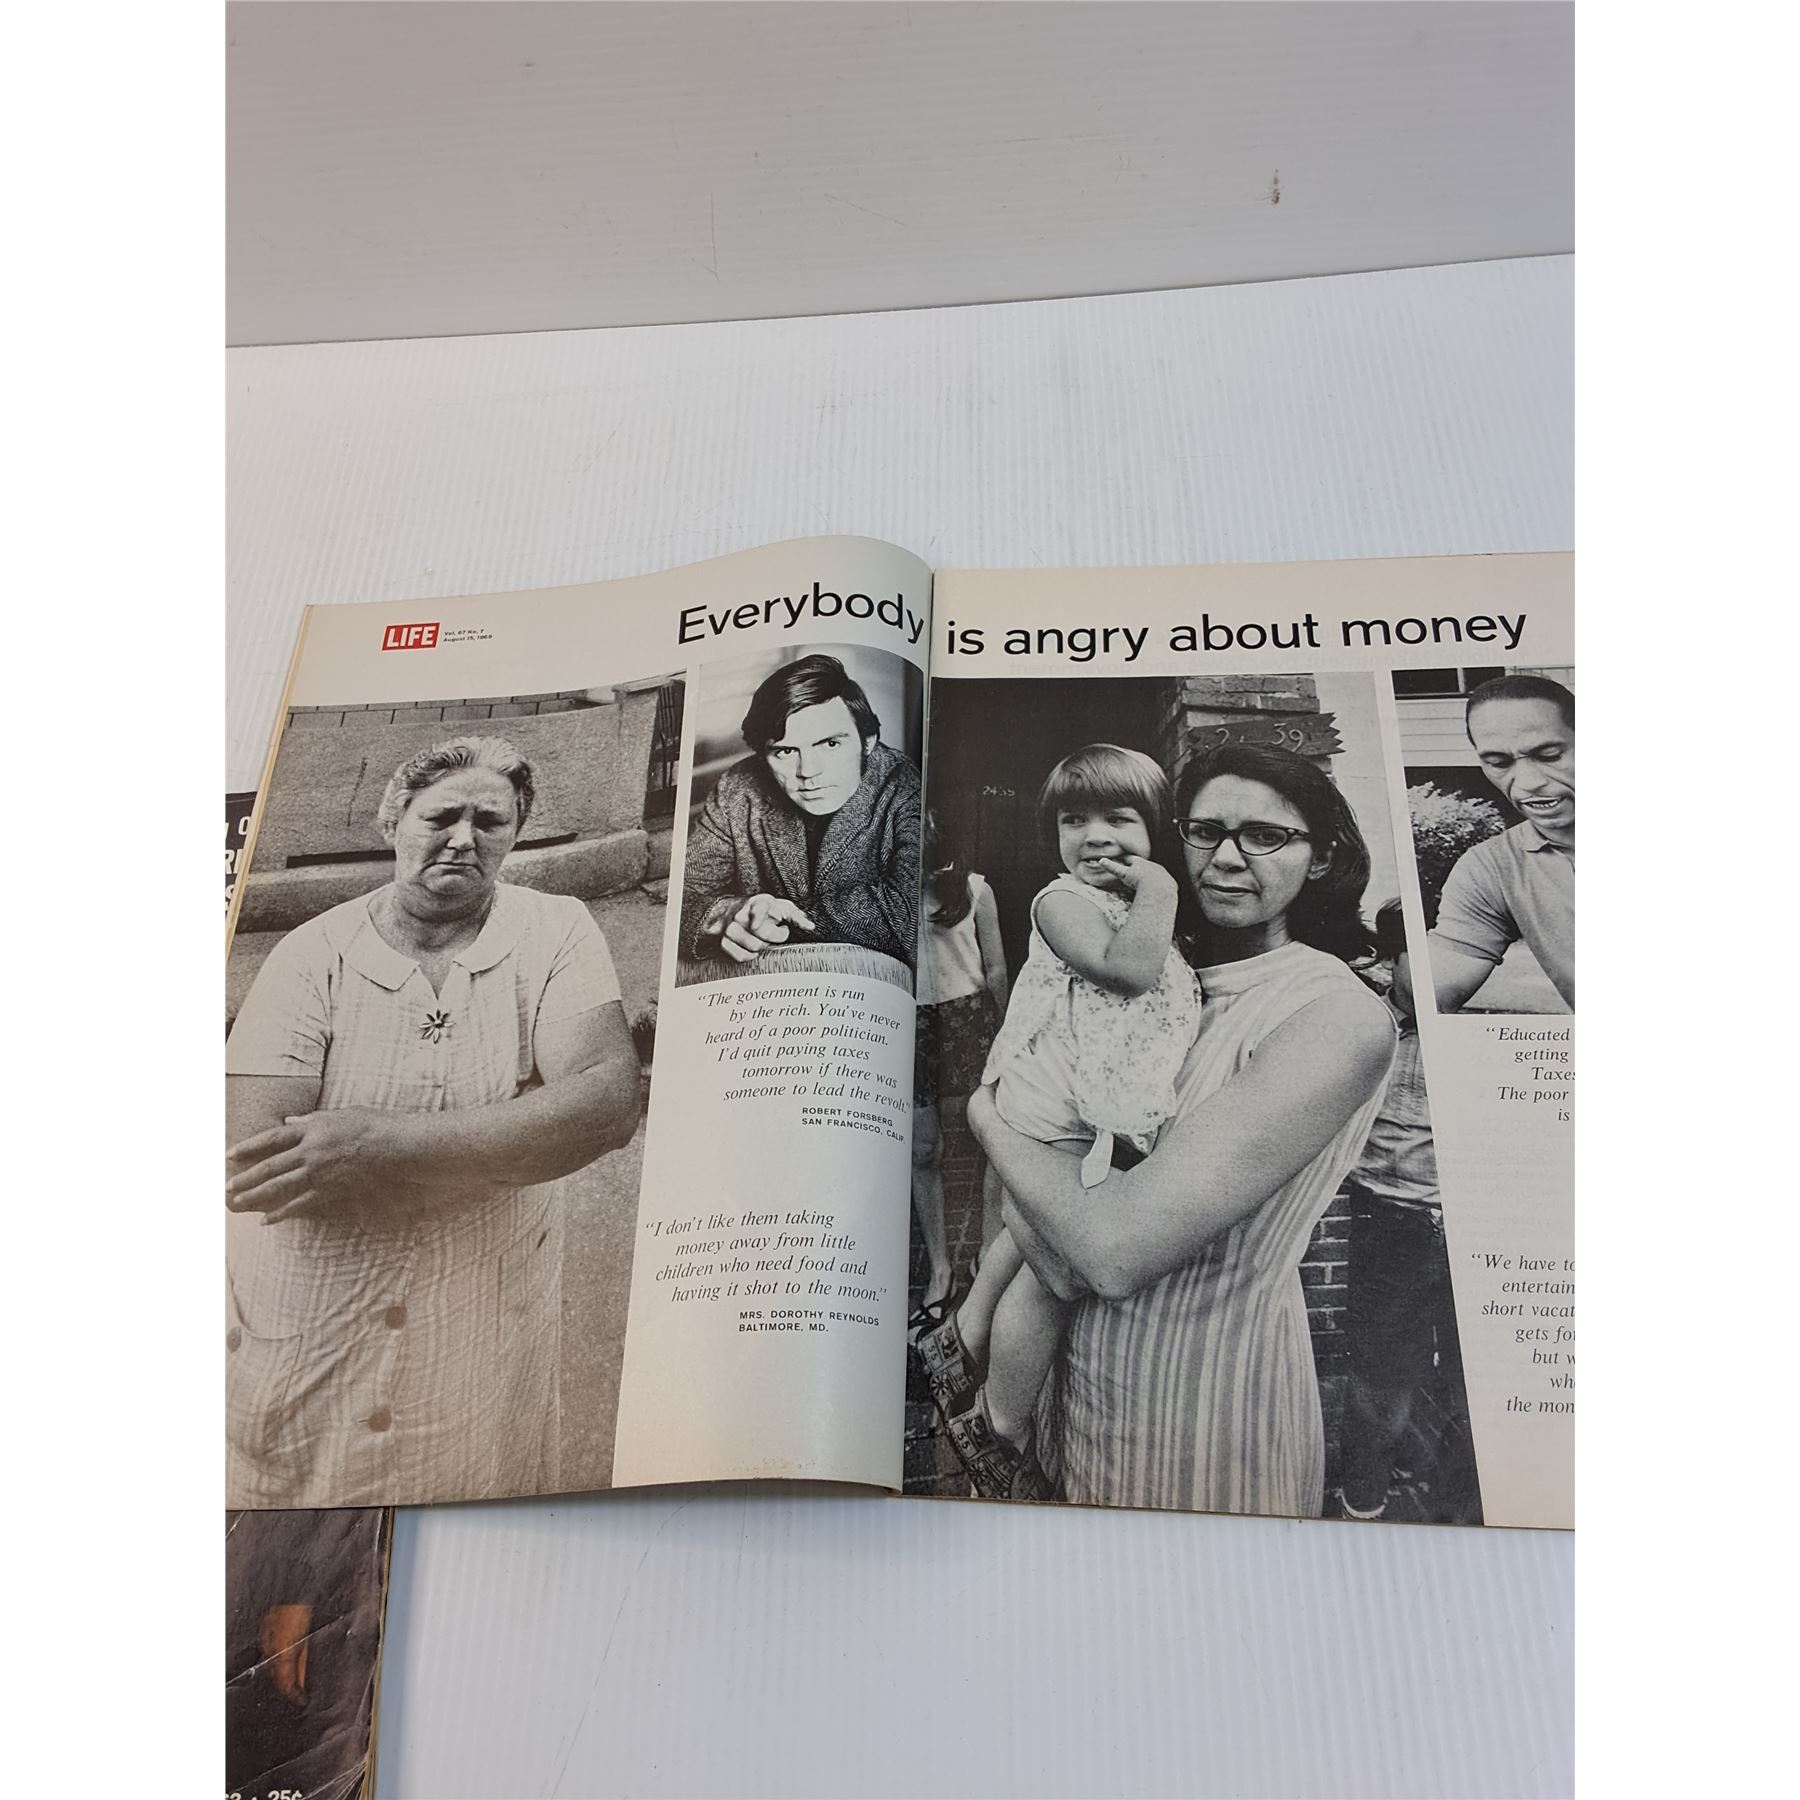 LIFE
Vol. 67 No. 7
August 15, 1969
Everybody is angry about money
"The government is run
by the rich. You've never
heard of a poor politician.
I'd quit paying taxes
tomorrow if there was
someone to lead the revolt."
ROBERT FORSBERG
SAN FRANCISCO, CALIF.
"I don't like them taking
money away from little
children who need food and
having it shot to the moon."
MRS. DOROTHY REYNOLDS
BALTIMORE, MD.
2435
39
"Educated
getting
Taxes
The poor
is
"We have to
entertain
short vacat
gets fo
but w
who
the mon
25¢